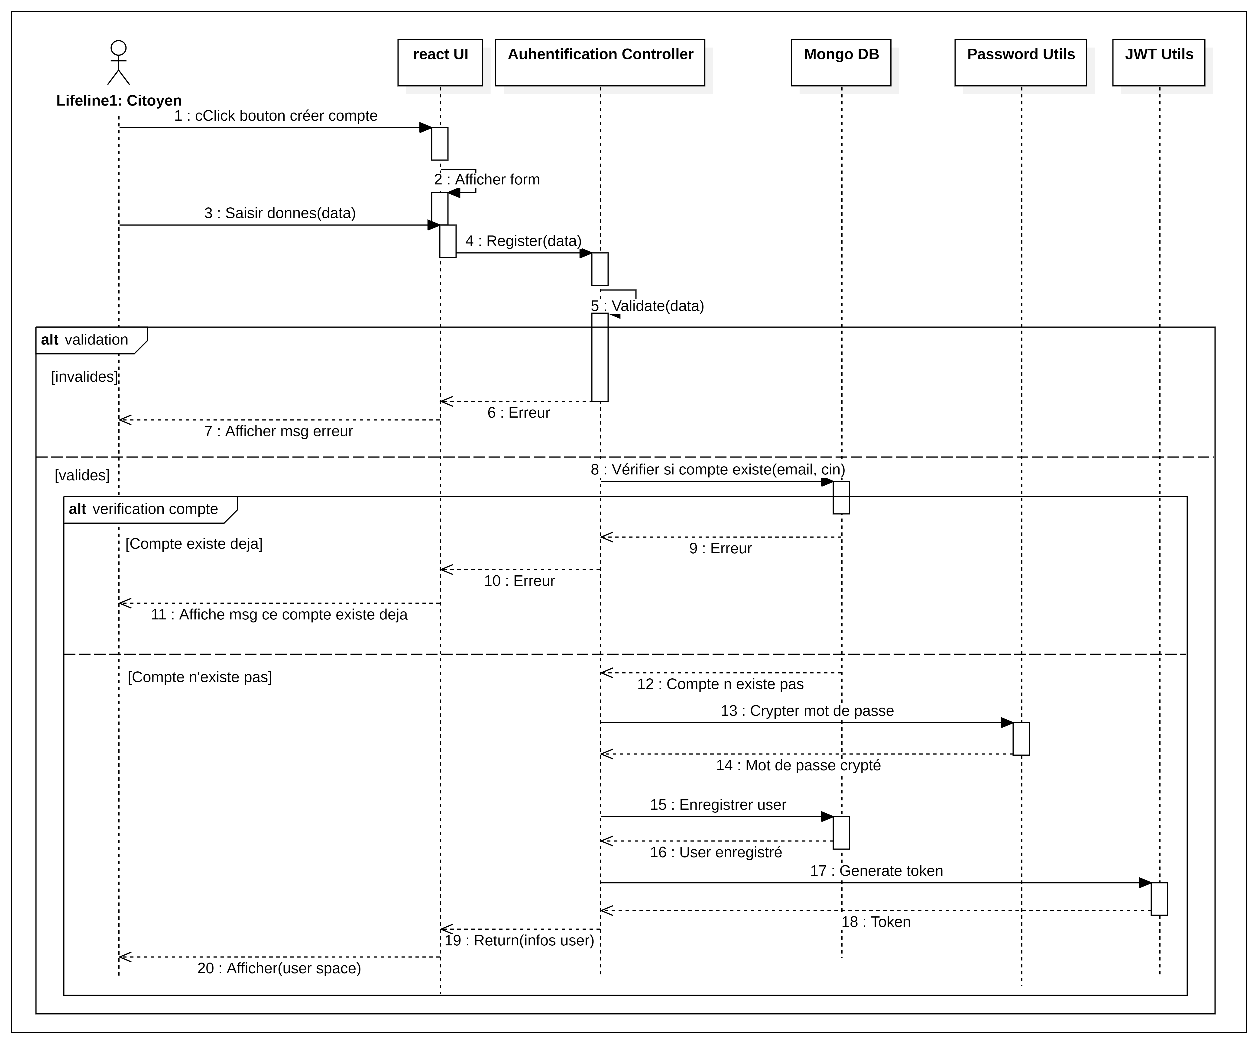 react UI
Auhentification Controller
Mongo DB
Password Utils
JWT Utils
Lifeline1: Citoyen
1 : cClick bouton créer compte
2 : Afficher form
3 : Saisir donnes(data)
4 : Register(data)
5 : Validate(data)
alt validation
[invalides]
6 : Erreur
7 : Afficher msg erreur
[valides]
8 : Vérifier si compte existe(email, cin)
alt verification compte
[Compte existe deja]
9 : Erreur
10 : Erreur
11 : Affiche msg ce compte existe deja
[Compte n'existe pas]
12 : Compte n existe pas
13 : Crypter mot de passe
14 : Mot de passe crypté
15 : Enregistrer user
16 : User enregistré
17 : Generate token
18 : Token
19 : Return(infos user)
20 : Afficher(user space)